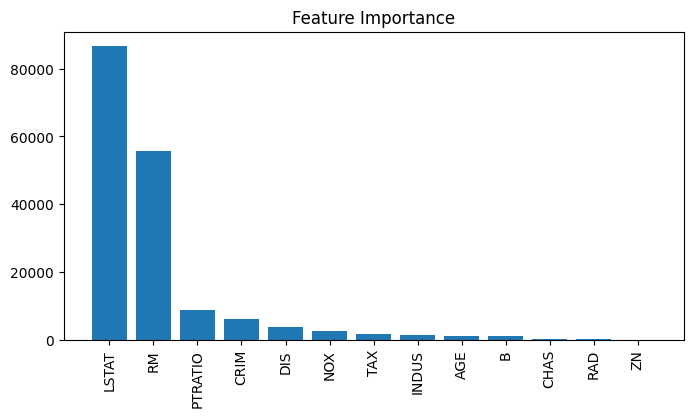 Feature Importance
80000
60000
40000
20000
0
LSTAT
RM
PTRATIO
CRIM
DIS
NOX
TAX
INDUS
AGE
B
CHAS
RAD
ZN